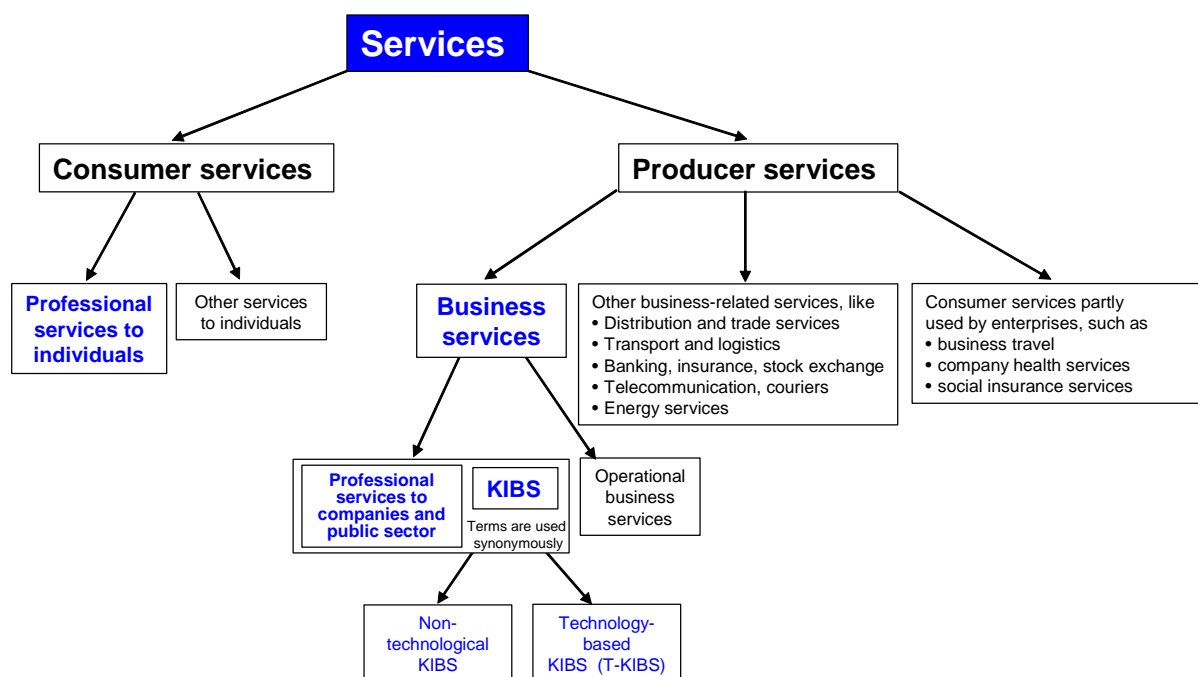 Services
Consumer services
Producer services
Professional
services to
individuals
Other services
to individuals
Business
services
Other business-related services, like
• Distribution and trade services
• Transport and logistics
• Banking, insurance, stock exchange
• Telecommunication, couriers
• Energy services
Consumer services partly
used by enterprises, such as
• business travel
• company health services
• social insurance services
Professional
services to
companies and
public sector
KIBS
Terms are used
synonymously
Operational
business
services
Non-
technological
KIBS
Technology-
based
KIBS (T-KIBS)